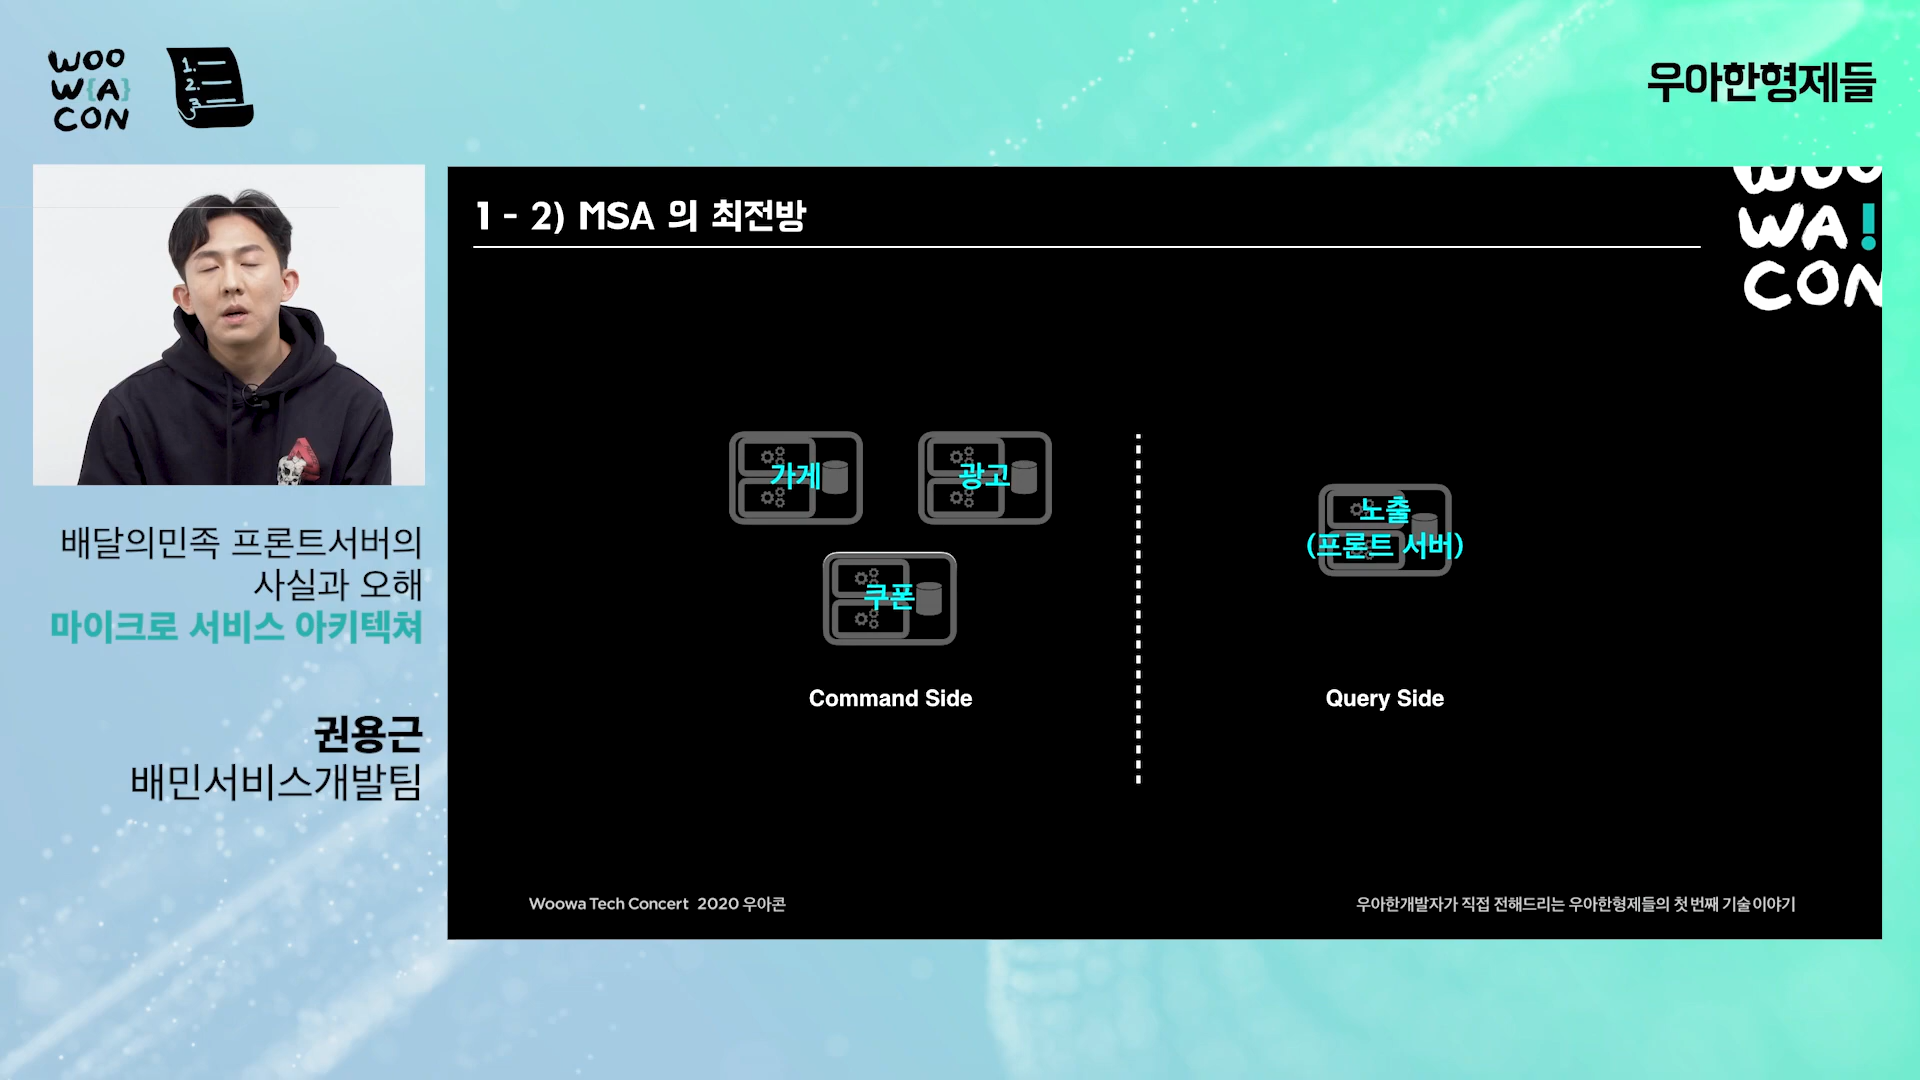 WOO
W{A}
CON
1.
2.
3.
우아한형제들
배달의민족 프론트서버의
사실과 오해
마이크로 서비스 아키텍쳐
권용근
배민서비스개발팀
1 - 2) MSA 의 최전방
WOO
WA!
CON
가게
광고
쿠폰
Command Side
노출
(프론트 서버)
Query Side
Woowa Tech Concert 2020 우아콘
우아한개발자가 직접 전해드리는 우아한형제들의 첫 번째 기술 이야기